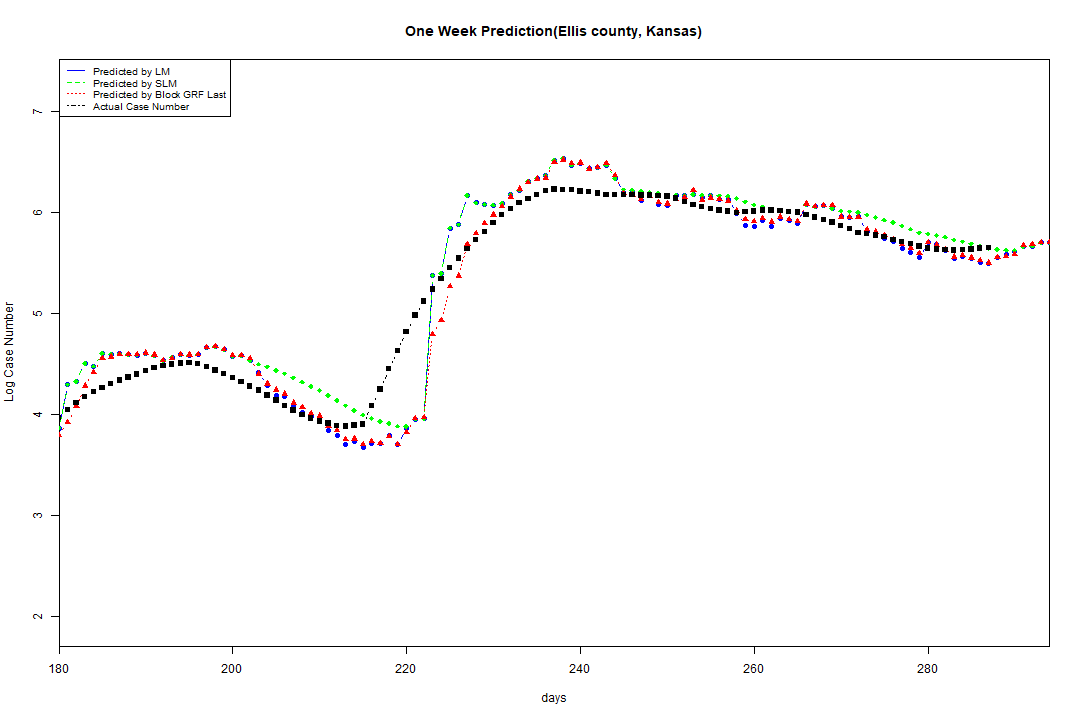 One Week Prediction(Ellis county, Kansas)
Predicted by LM
Predicted by SLM
Predicted by Block GRF Last
Actual Case Number
7
6
5
4
3
2
Log Case Number
180 200 220 240 260 280
days